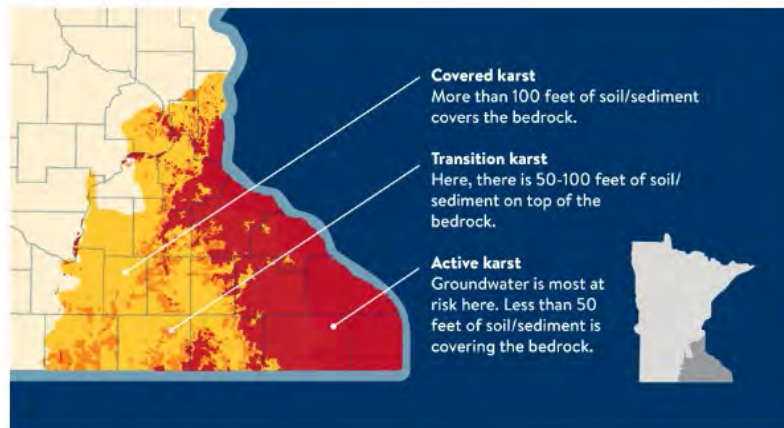 Covered karst
More than 100 feet of soil/sediment
covers the bedrock.
Transition karst
Here, there is 50-100 feet of soil/
sediment on top of the
bedrock.
Active karst
Groundwater is most at
risk here. Less than 50
feet of soil/sediment is
covering the bedrock.